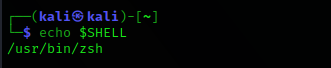 ┌──(kali㉿kali)-[~]
└─$ echo $SHELL
/usr/bin/zsh